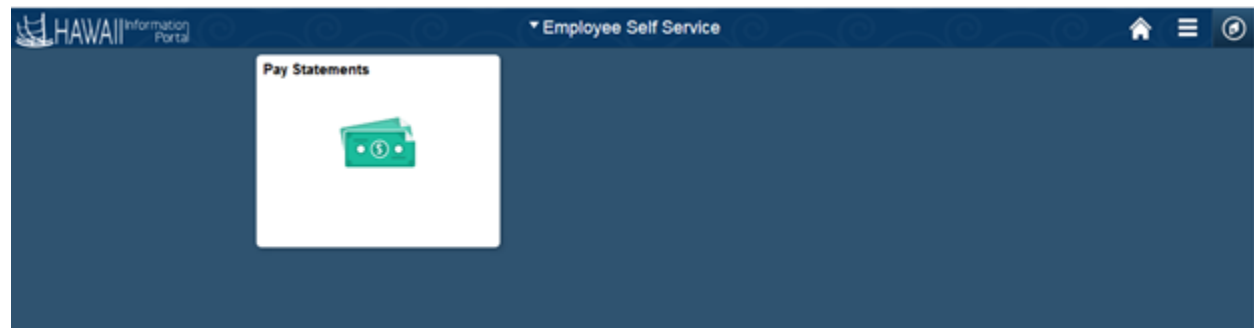 HAWAII Information Portal
Employee Self Service
Pay Statements
$